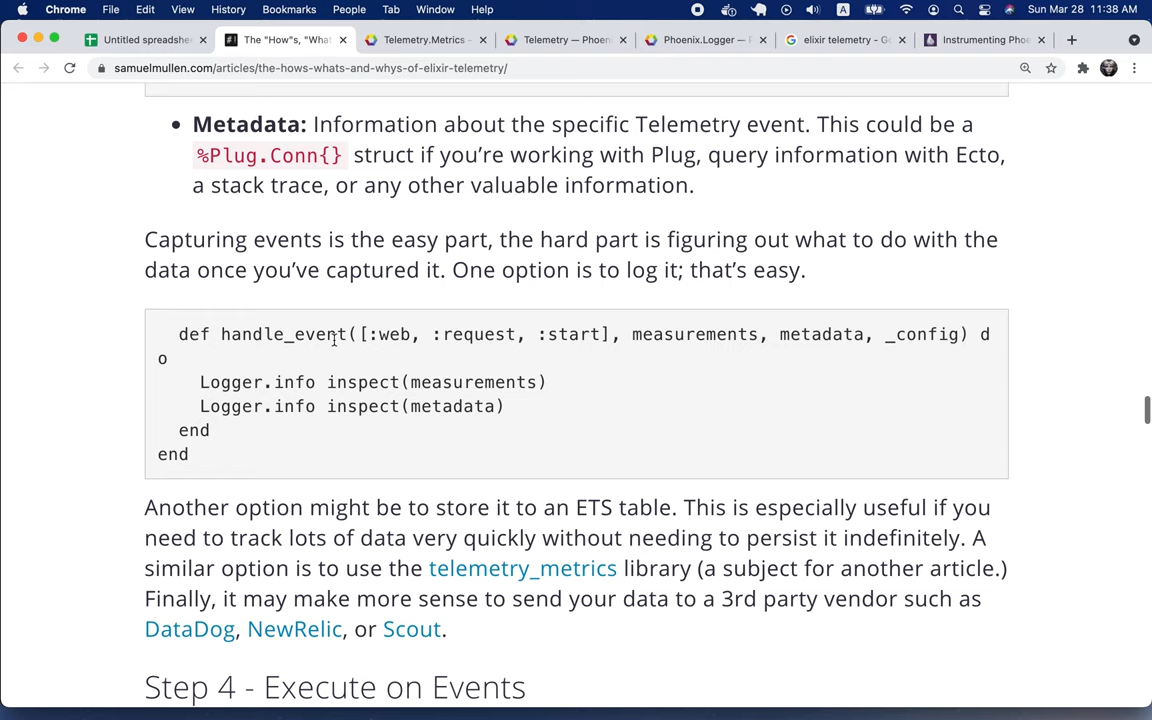 Chrome File Edit View History Bookmarks People Tab Window Help A Sun Mar 28 11:38 AM
Untitled spreadshe The "How"s, "What Telemetry.Metrics - Telemetry — Phoen Phoenix.Logger — elixir telemetry - Go Instrumenting Phoe
samuelmullen.com/articles/the-hows-whats-and-whys-of-elixir-telemetry/
• Metadata: Information about the specific Telemetry event. This could be a
%Plug.Conn{} struct if you’re working with Plug, query information with Ecto,
a stack trace, or any other valuable information.
Capturing events is the easy part, the hard part is figuring out what to do with the
data once you’ve captured it. One option is to log it; that’s easy.
def handle_event([:web, :request, :start], measurements, metadata, _config) d
o
Logger.info inspect(measurements)
Logger.info inspect(metadata)
end
end
Another option might be to store it to an ETS table. This is especially useful if you
need to track lots of data very quickly without needing to persist it indefinitely. A
similar option is to use the telemetry_metrics library (a subject for another article.)
Finally, it may make more sense to send your data to a 3rd party vendor such as
DataDog, NewRelic, or Scout.
Step 4 - Execute on Events